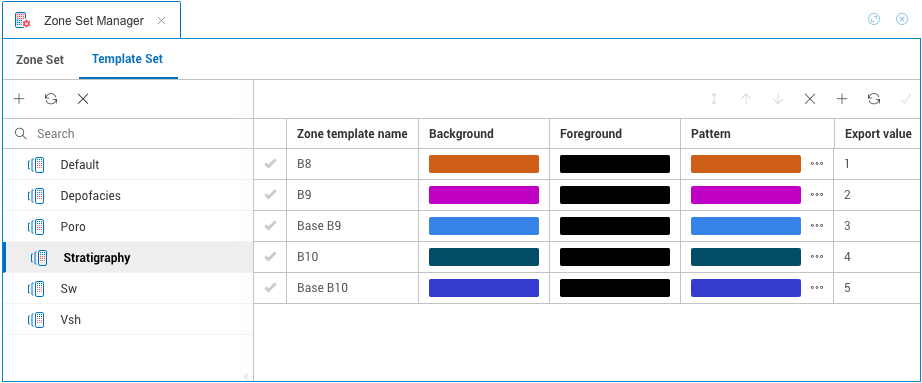 Zone Set Manager
Zone Set Template Set
Search
Default
Depofacies
Poro
Stratigraphy
Sw
Vsh
Zone template name Background Foreground Pattern Export value
B8 1
B9 2
Base B9 3
B10 4
Base B10 5